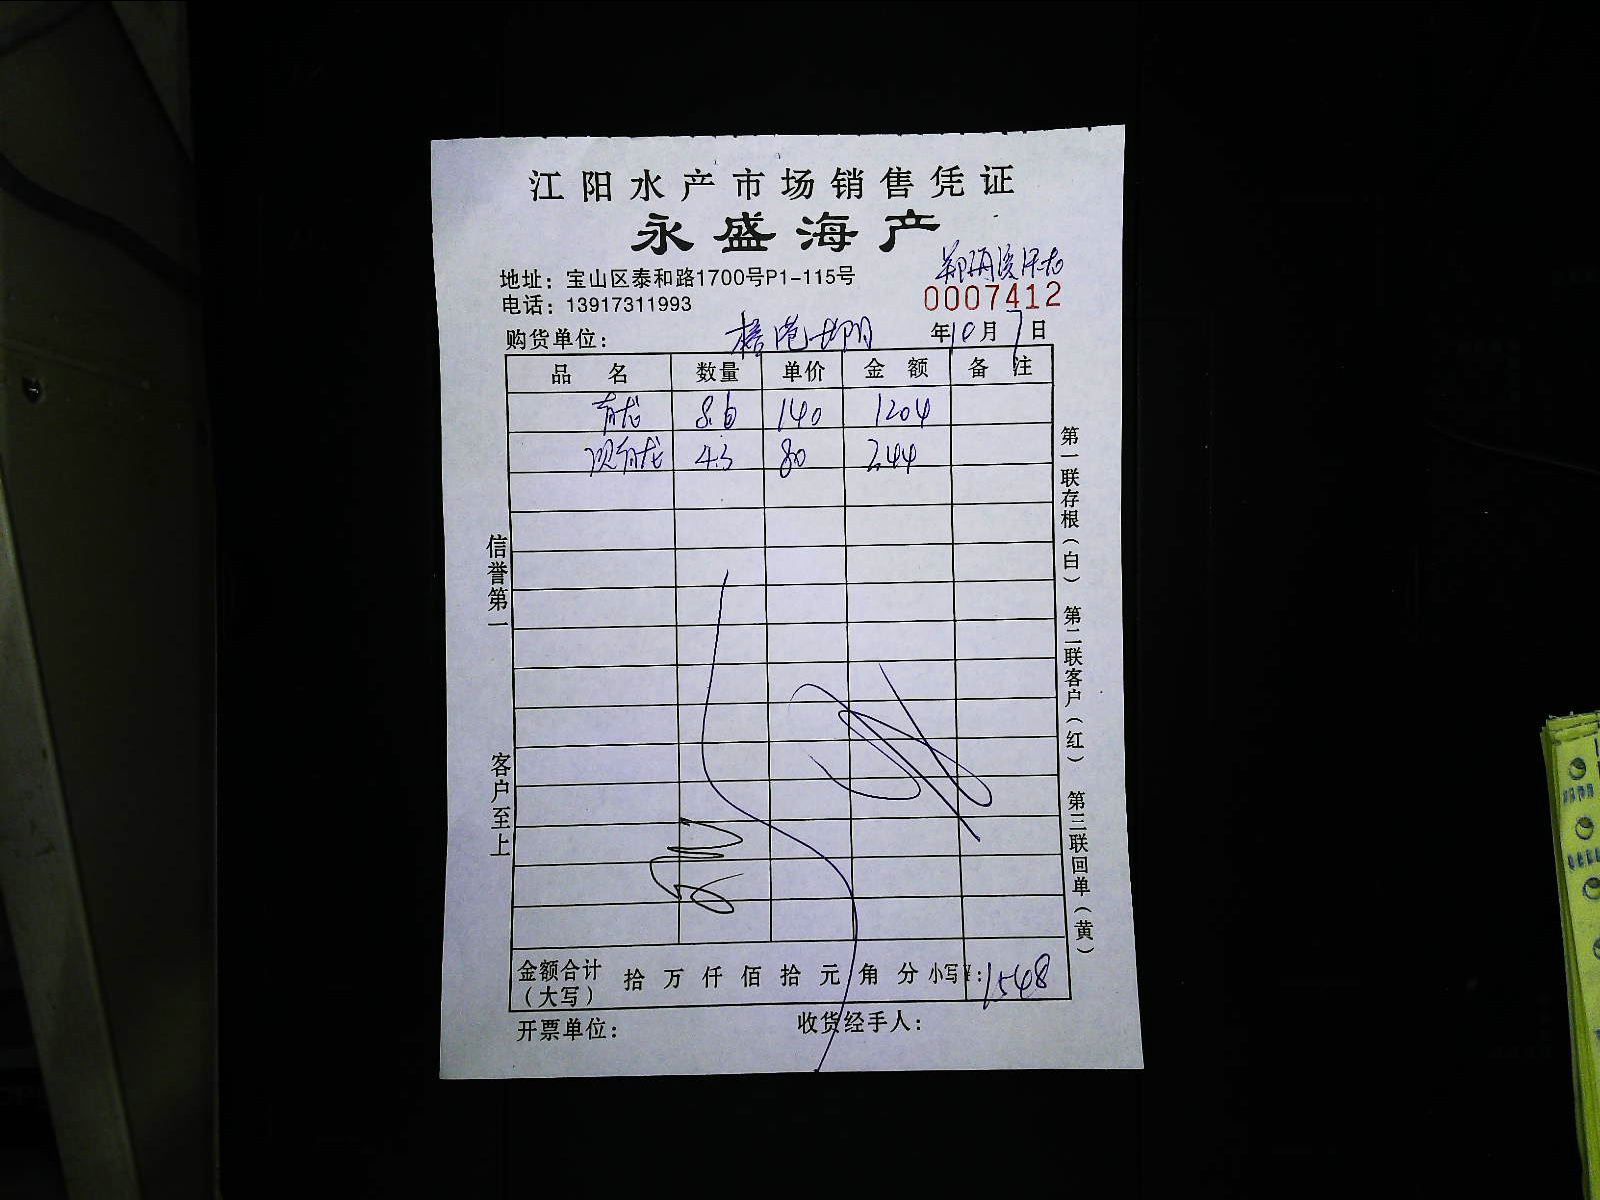 江阳水产市场销售凭证
永盛海产
地址：宝山区泰和路1700号P1-115号
电话：13917311993
0007412
购货单位： 年10月7日
品 名 数量 单价 金 额 备 注
青龙 8.6 140 1204
青龙 4.3 80 344
信誉第一
客户至上
第一联存根（白） 第二联客户（红） 第三联回单（黄）
金额合计（大写） 拾 万 仟 佰 拾 元 角 分 小写¥：1548
开票单位： 收货经手人：